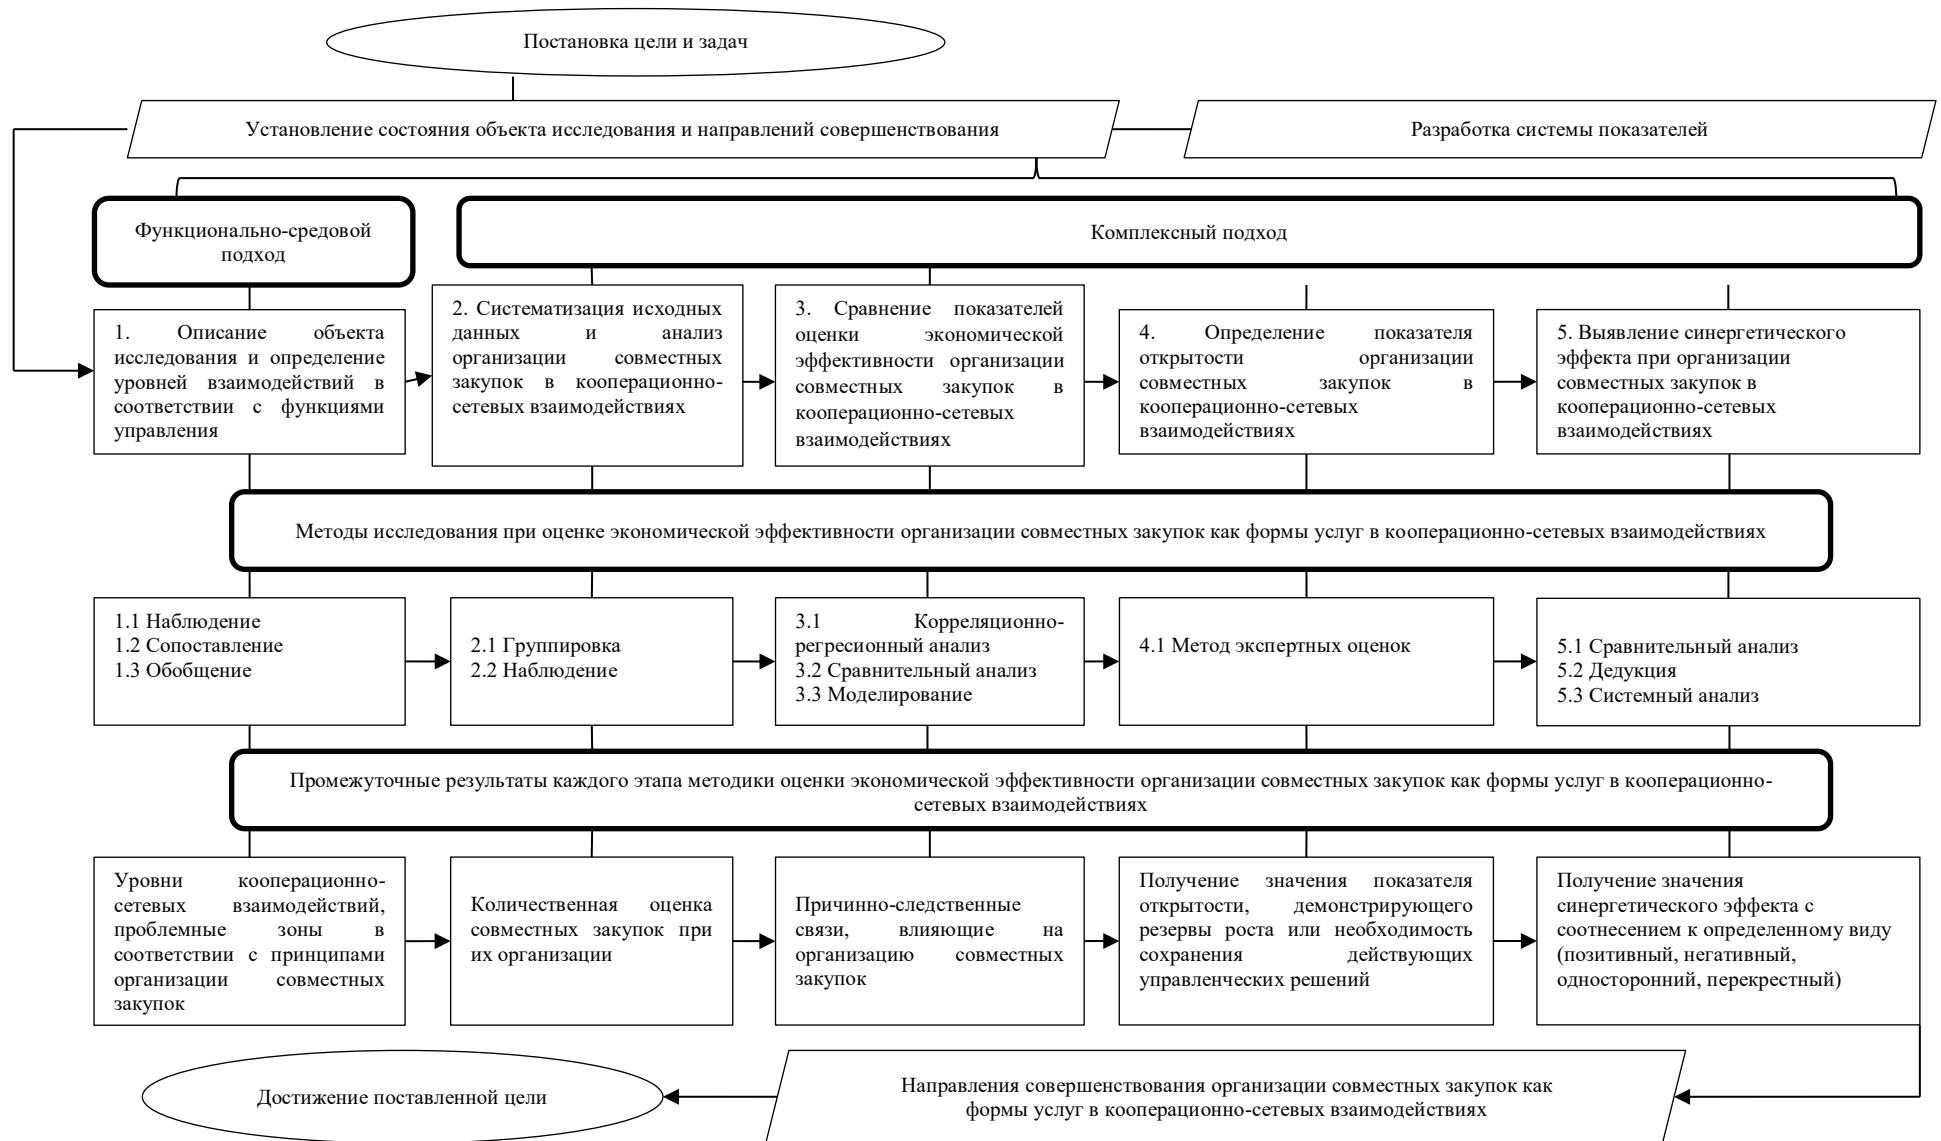 Постановка цели и задач
Установление состояния объекта исследования и направлений совершенствования
Разработка системы показателей
Функционально-средовой
подход
Комплексный подход
1. Описание объекта
исследования и определение
уровней взаимодействий в
соответствии с функциями
управления
2. Систематизация исходных
данных и анализ
организации совместных
закупок в кооперационно-
сетевых взаимодействиях
3. Сравнение показателей
оценки экономической
эффективности организации
совместных закупок в
кооперационно-сетевых
взаимодействиях
4. Определение показателя
открытости организации
совместных закупок в
кооперационно-сетевых
взаимодействиях
5. Выявление синергетического
эффекта при организации
совместных закупок в
кооперационно-сетевых
взаимодействиях
Методы исследования при оценке экономической эффективности организации совместных закупок как формы услуг в кооперационно-сетевых взаимодействиях
1.1 Наблюдение
1.2 Сопоставление
1.3 Обобщение
2.1 Группировка
2.2 Наблюдение
3.1 Корреляционно-
регресионный анализ
3.2 Сравнительный анализ
3.3 Моделирование
4.1 Метод экспертных оценок
5.1 Сравнительный анализ
5.2 Дедукция
5.3 Системный анализ
Промежуточные результаты каждого этапа методики оценки экономической эффективности организации совместных закупок как формы услуг в кооперационно-
сетевых взаимодействиях
Уровни кооперационно-
сетевых взаимодействий,
проблемные зоны в
соответствии с принципами
организации совместных
закупок
Количественная оценка
совместных закупок при
их организации
Причинно-следственные
связи, влияющие на
организацию совместных
закупок
Получение значения показателя
открытости, демонстрирующего
резервы роста или необходимость
сохранения действующих
управленческих решений
Получение значения
синергетического эффекта с
соотнесением к определенному виду
(позитивный, негативный,
односторонний, перекрестный)
Достижение поставленной цели
Направления совершенствования организации совместных закупок как
формы услуг в кооперационно-сетевых взаимодействиях